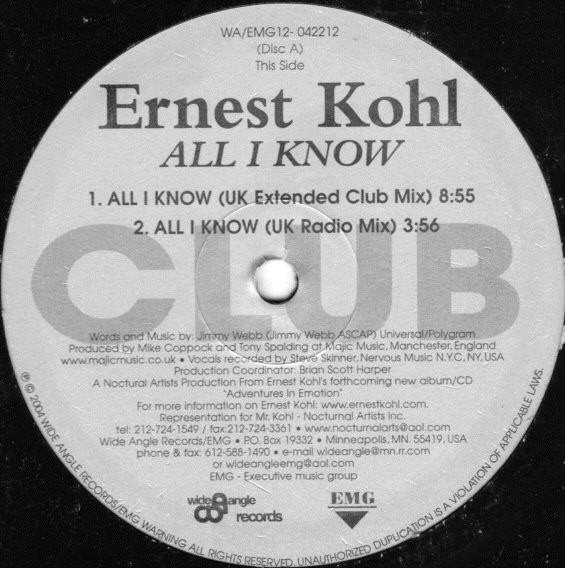 WA/EMG12- 042212
(Disc A)
This Side
Ernest Kohl
ALL I KNOW
1. ALL I KNOW (UK Extended Club Mix) 8:55
2. ALL I KNOW (UK Radio Mix) 3:56
CLUB
Words and Music by: Jimmy Webb (Jimmy Webb,ASCAP) Universal/Polygram
Produced by Mike Coppock and Tony Spalding at Majic Music, Manchester, England
www.majicmusic.co.uk • Vocals recorded by Steve Skinner, Nervous Music N.Y.C, NY, USA
Production Coordinator: Brian Scott Harper
A Noctural Artists Production From Ernest Kohl's forthcoming new album/CD
"Adventures In Emotion"
For more information on Ernest Kohl: www.ernestkohl.com.
Representation for Mr. Kohl - Nocturnal Artists Inc.
tel: 212-724-1549 / fax:212-724-3361 • www.nocturnalarts@aol.com
Wide Angle Records/EMG • P.O. Box 19332 • Minneapolis, MN. 55419, USA
phone & fax: 612-588-1490 • e-mail wideangle@mn.rr.com
or wideangleemg@aol.com
EMG - Executive music group
wide angle
records
EMG
℗ © 2004 WIDE ANGLE RECORDS/EMG WARNING ALL RIGHTS RESERVED. UNAUTHORIZED DUPLICATION IS A VIOLATION OF APPLICABLE LAWS.